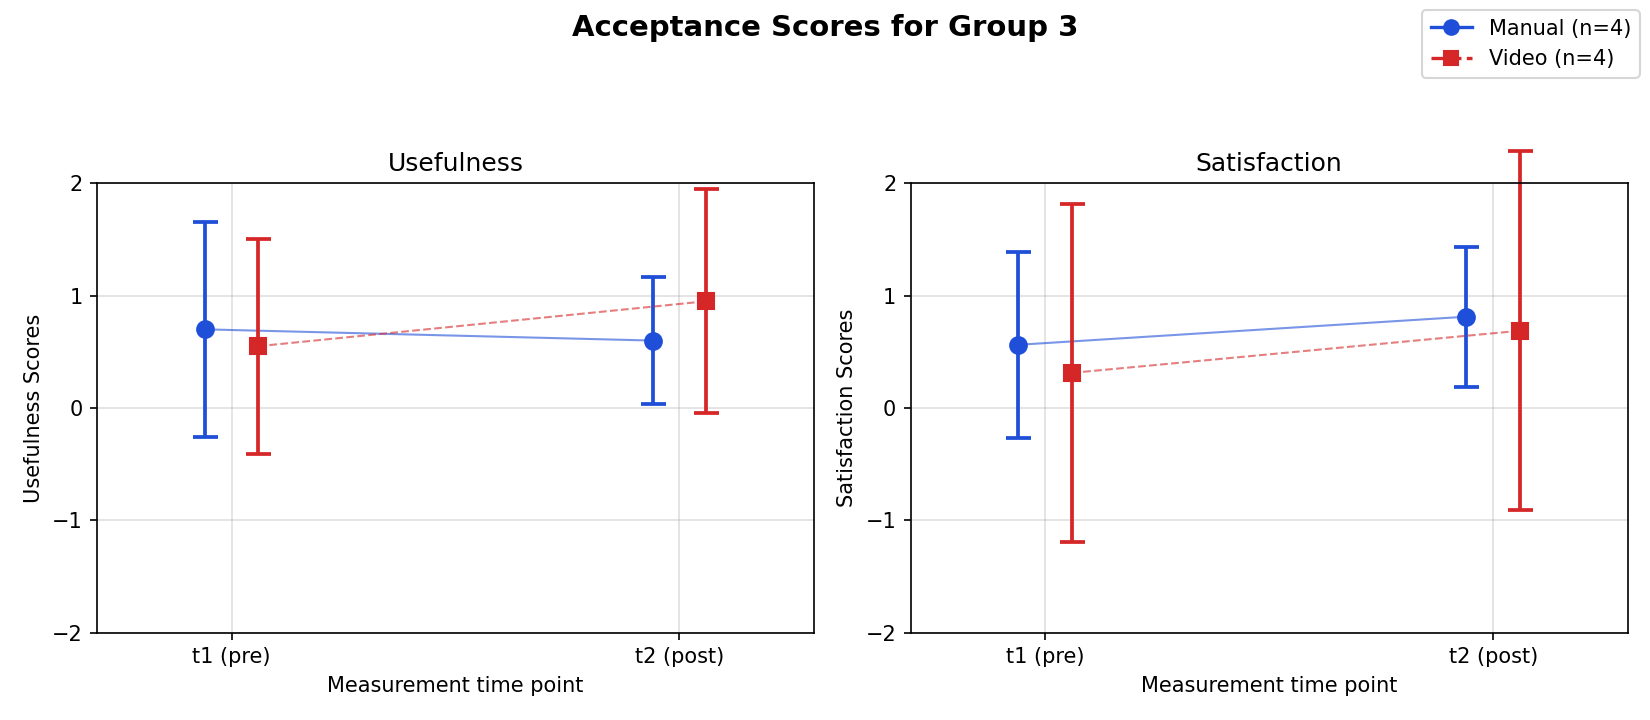 Acceptance Scores for Group 3
Manual (n=4)
Video (n=4)
Usefulness
2
1
0
−1
−2
Usefulness Scores
t1 (pre)
t2 (post)
Measurement time point
Satisfaction
2
1
0
−1
−2
Satisfaction Scores
t1 (pre)
t2 (post)
Measurement time point